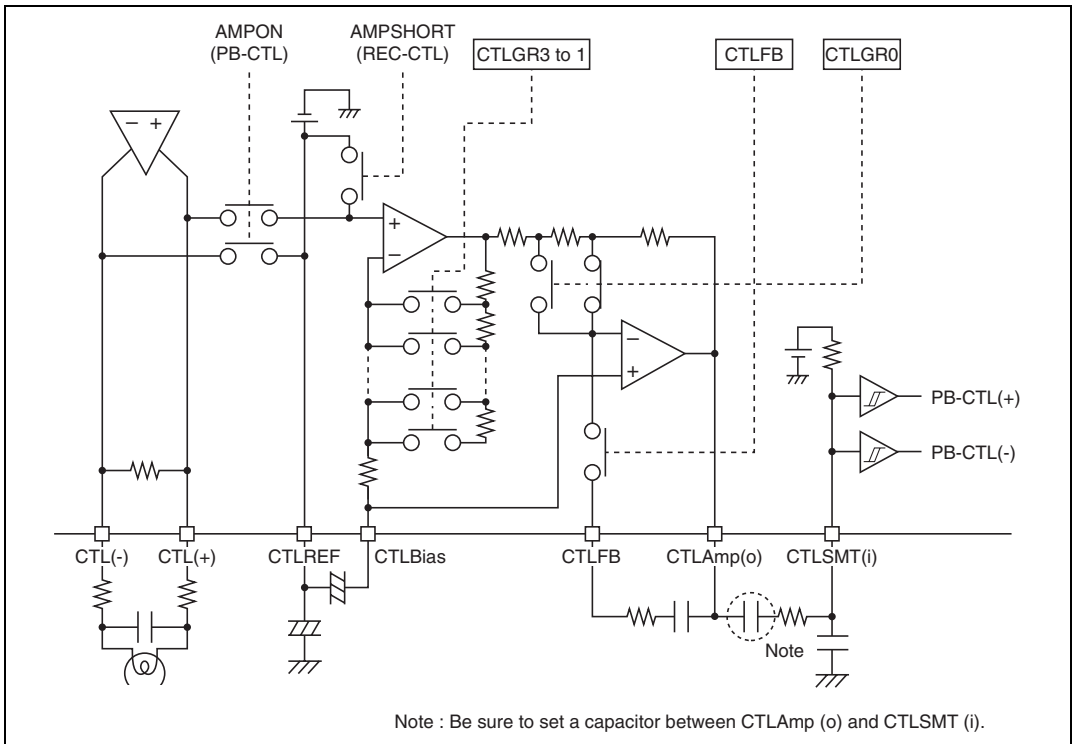 AMPON
(PB-CTL)
AMPSHORT
(REC-CTL)
CTLGR3 to 1
CTLFB
CTLGR0
− +
+
−
−
+
PB-CTL(+)
PB-CTL(-)
CTL(-)
CTL(+)
CTLREF
CTLBias
CTLFB
CTLAmp(o)
CTLSMT(i)
Note
Note : Be sure to set a capacitor between CTLAmp (o) and CTLSMT (i).